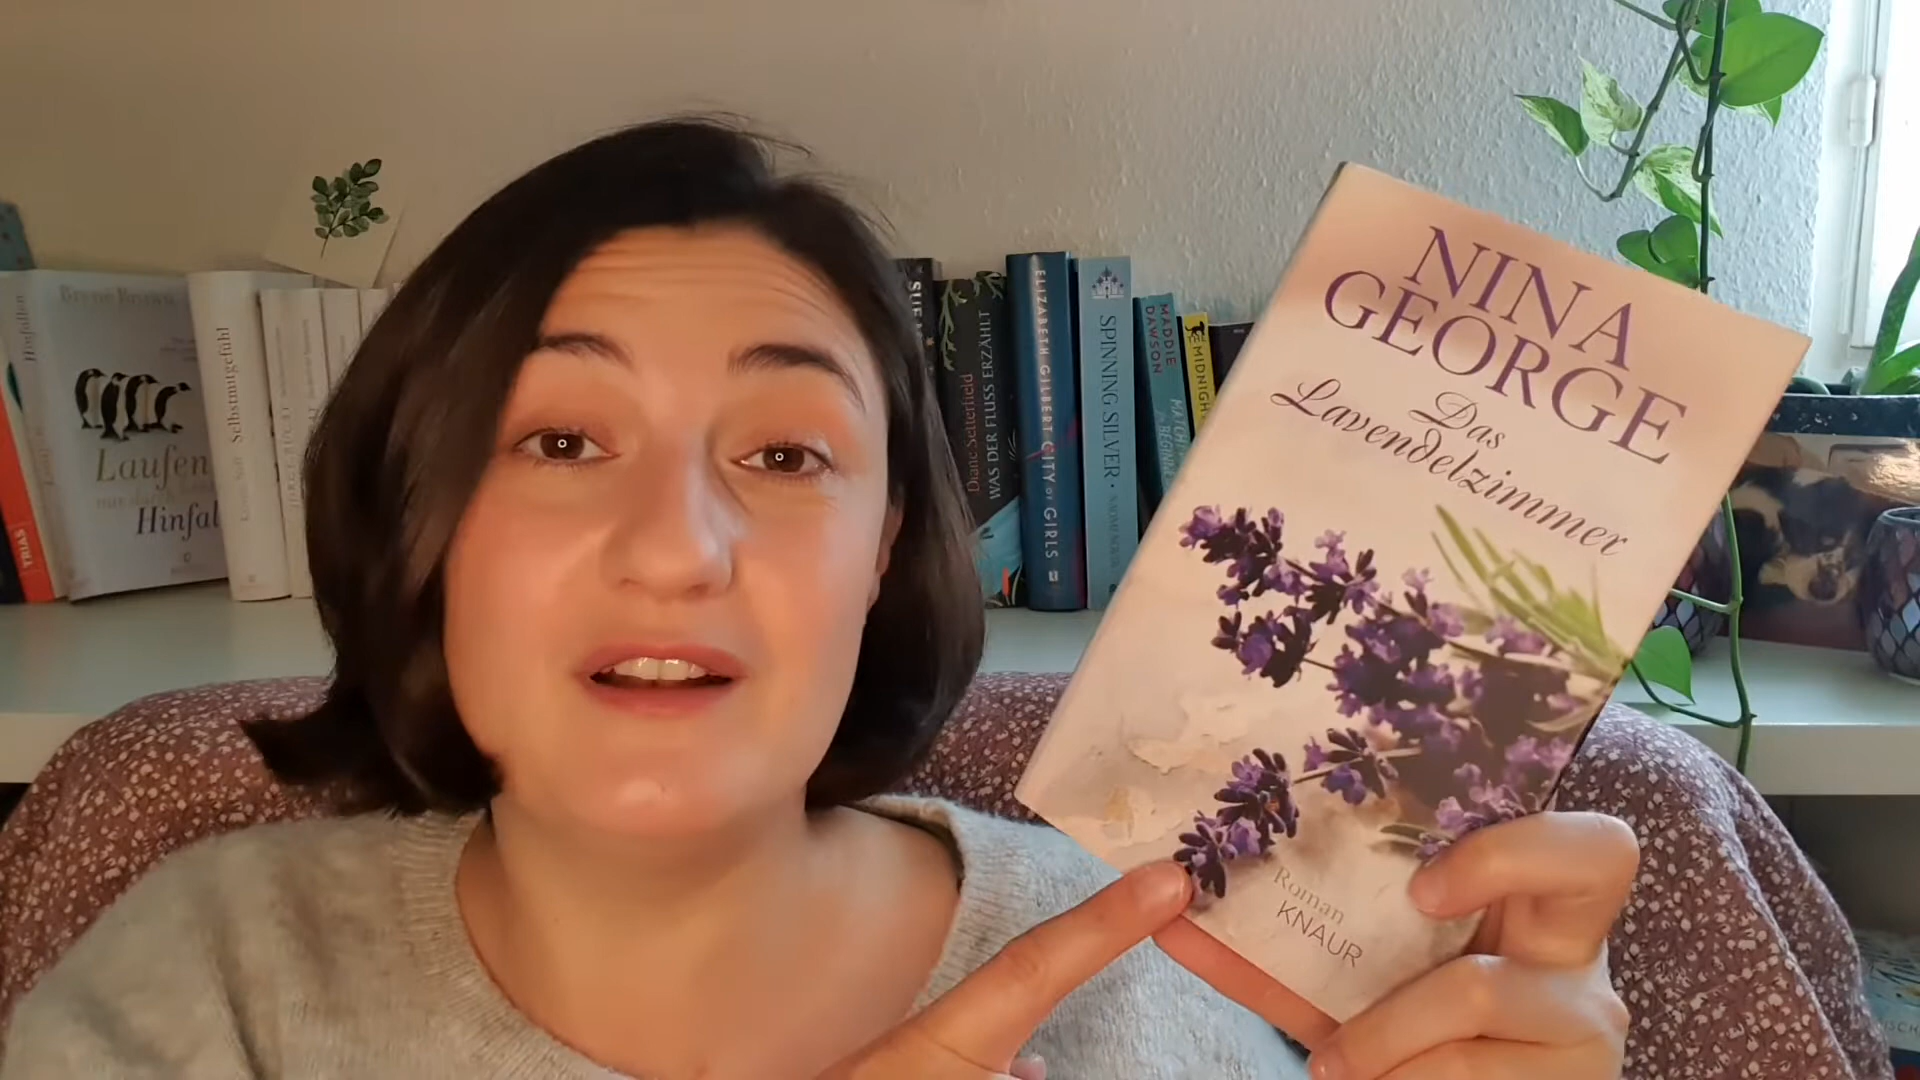 NINA
GEORGE
Das
Lavendelzimmer
Roman
KNAUR
Laufen
Hinfal
Hinfallen
TRIAS
Selbstmitgefühl
Diane Setterfield
WAS DER FLUSS ERZÄHLT
ELIZABETH GILBERT CITY OF GIRLS
SPINNING SILVER
MADDIE
DAWSON
MIDNIGH